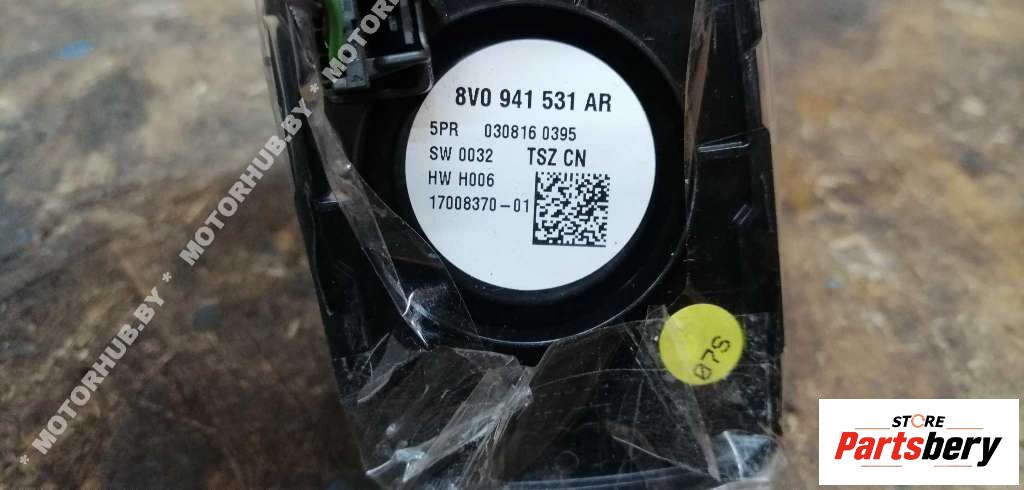 8V0 941 531 AR
5PR 030816 0395
SW 0032 TSZ CN
HW H006
17008370-01
07S
* MOTORHUB.BY * MOTORHUB.BY * MOTORHUB.BY *
STORE
Partsbery